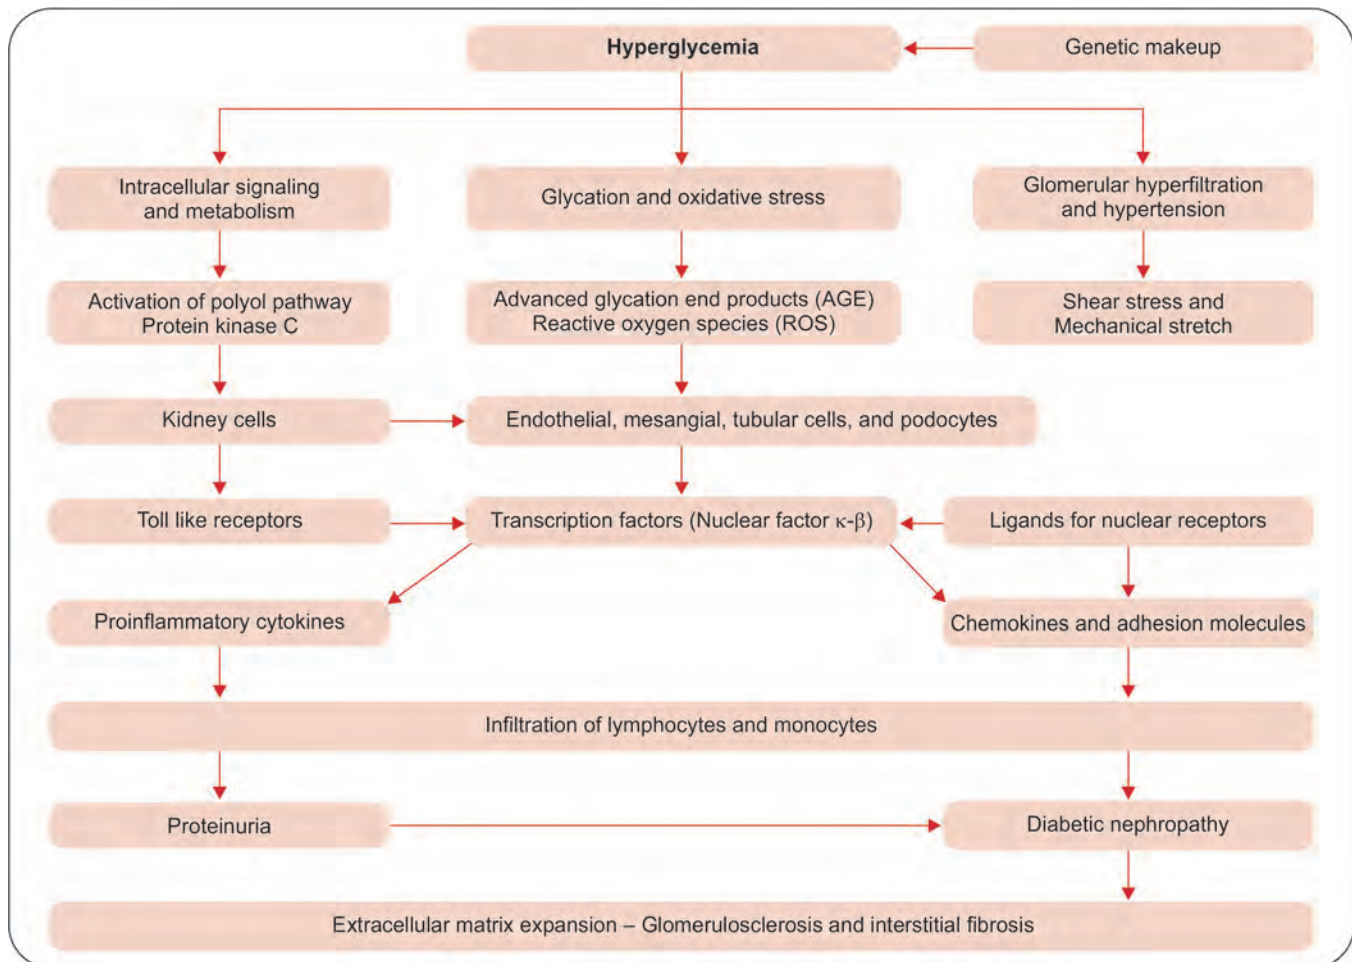 Hyperglycemia
Genetic makeup
Intracellular signaling
and metabolism
Glycation and oxidative stress
Glomerular hyperfiltration
and hypertension
Activation of polyol pathway
Protein kinase C
Advanced glycation end products (AGE)
Reactive oxygen species (ROS)
Shear stress and
Mechanical stretch
Kidney cells
Endothelial, mesangial, tubular cells, and podocytes
Toll like receptors
Transcription factors (Nuclear factor κ-β)
Ligands for nuclear receptors
Proinflammatory cytokines
Chemokines and adhesion molecules
Infiltration of lymphocytes and monocytes
Proteinuria
Diabetic nephropathy
Extracellular matrix expansion – Glomerulosclerosis and interstitial fibrosis